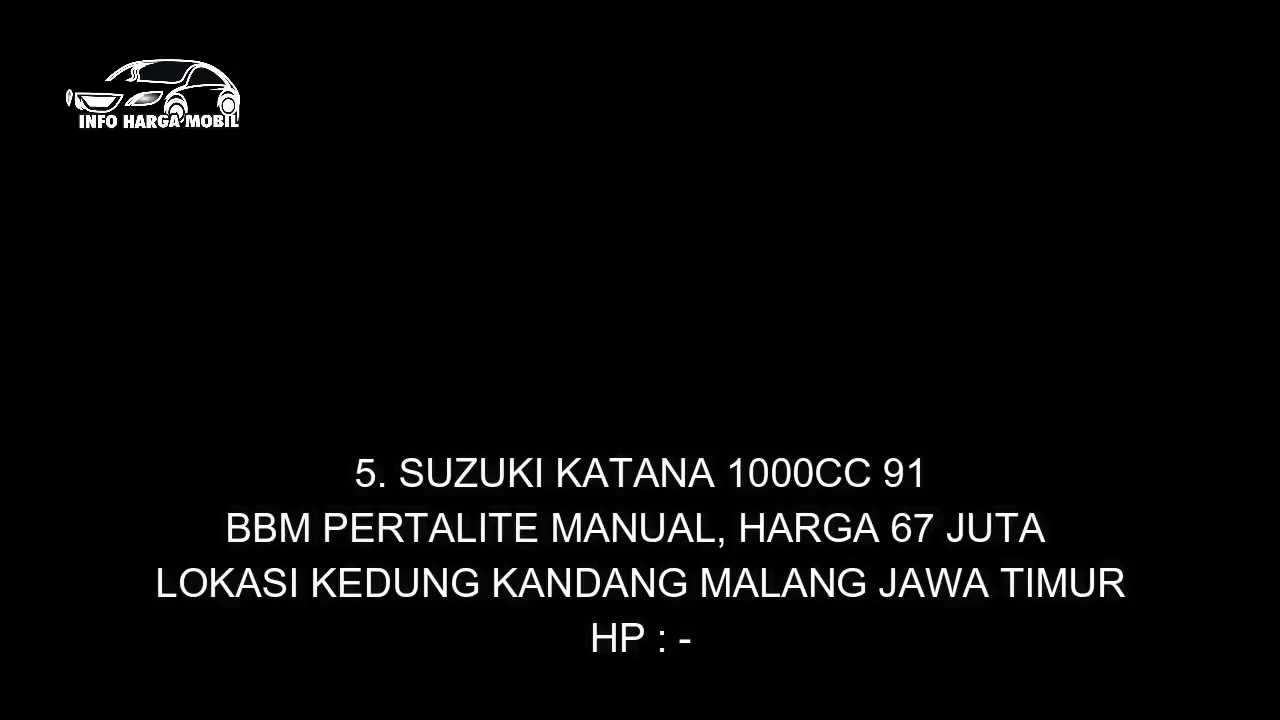 INFO HARGA MOBIL
5. SUZUKI KATANA 1000CC 91
BBM PERTALITE MANUAL, HARGA 67 JUTA
LOKASI KEDUNG KANDANG MALANG JAWA TIMUR
HP : -